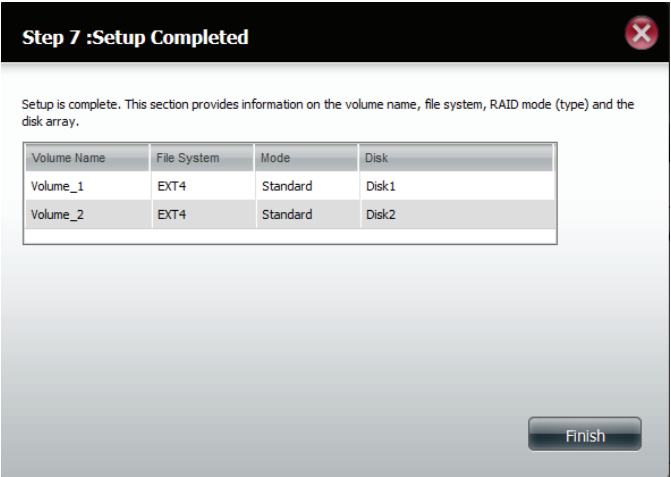 Step 7 :Setup Completed
Setup is complete. This section provides information on the volume name, file system, RAID mode (type) and the
disk array.
Volume Name File System Mode Disk
Volume_1 EXT4 Standard Disk1
Volume_2 EXT4 Standard Disk2
Finish